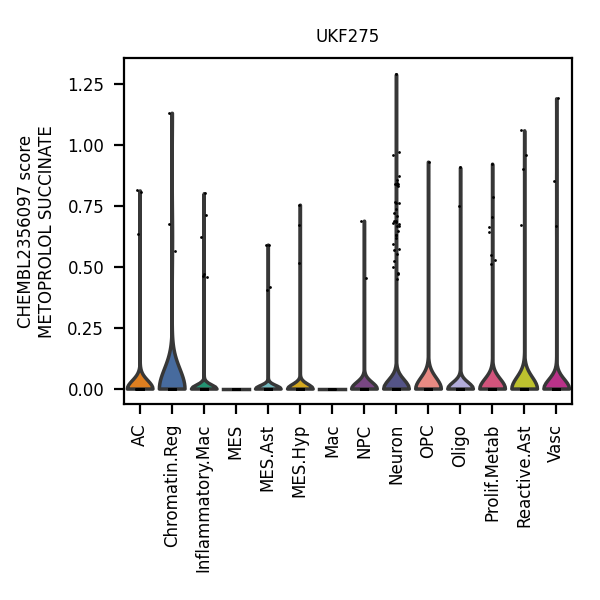 UKF275
CHEMBL2356097 score
METOPROLOL SUCCINATE
1.25
1.00
0.75
0.50
0.25
0.00
AC
Chromatin.Reg
Inflammatory.Mac
MES
MES.Ast
MES.Hyp
Mac
NPC
Neuron
OPC
Oligo
Prolif.Metab
Reactive.Ast
Vasc